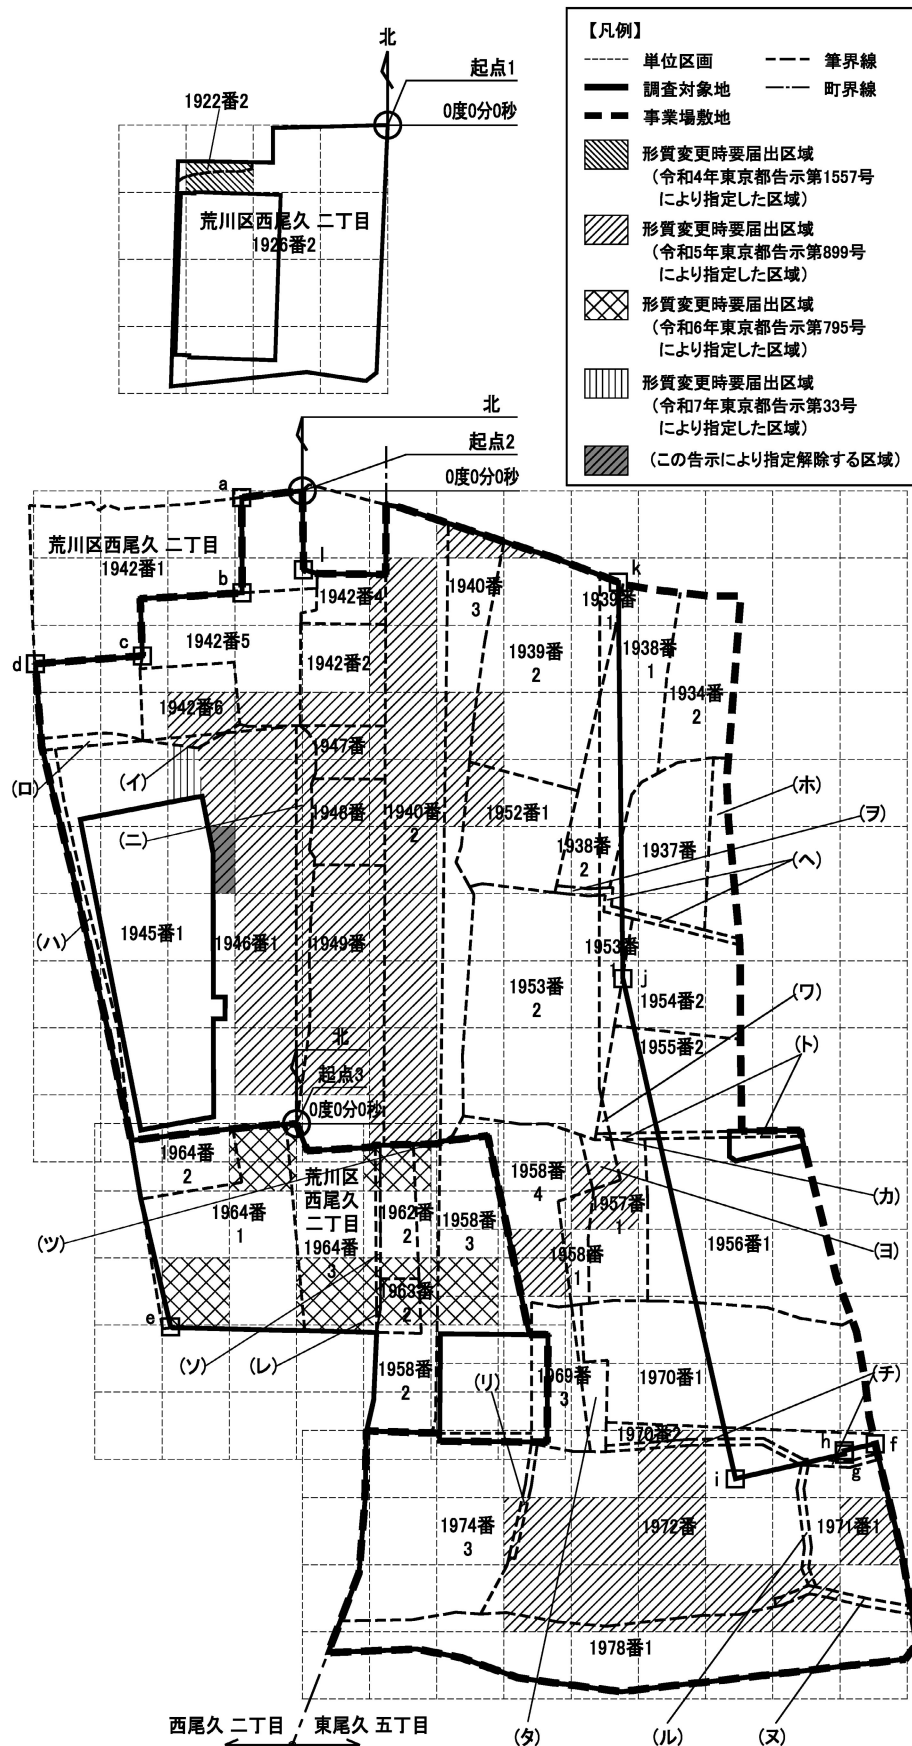 【凡例】
単位区画
筆界線
調査対象地
町界線
事業場敷地
形質変更時要届出区域
（令和4年東京都告示第1557号
により指定した区域）
形質変更時要届出区域
（令和5年東京都告示第899号
により指定した区域）
形質変更時要届出区域
（令和6年東京都告示第795号
により指定した区域）
形質変更時要届出区域
（令和7年東京都告示第33号
により指定した区域）
（この告示により指定解除する区域）
北
起点1
0度0分0秒
1922番2
荒川区西尾久 二丁目
1926番2
北
起点2
0度0分0秒
a
l
k
荒川区西尾久 二丁目
1942番1
b
1942番4
1940番
3
1939番
1
c
1942番5
d
1942番2
1939番
2
1938番
1
1934番
2
1942番6
1947番
(ロ)
(イ)
(ホ)
1948番
1940番
2
1952番1
(ヲ)
(ニ)
1938番
2
1937番
(ヘ)
(ハ)
1945番1
1946番1
1949番
1953番
1
1953番
2
j
1954番2
(ワ)
北
1955番2
(ト)
起点3
0度0分0秒
1964番
2
荒川区
西尾久
二丁目
1958番
4
(カ)
(ツ)
1964番
1
1962番
2
1958番
3
1957番
1
(ヨ)
1964番
3
1958番
1
1956番1
1963番
2
e
(ソ)
(レ)
1958番
2
(リ)
1969番
3
1970番1
(チ)
1970番2
h
f
g
i
1974番
3
1972番
1971番1
1978番1
西尾久 二丁目
東尾久 五丁目
(タ)
(ル)
(ヌ)